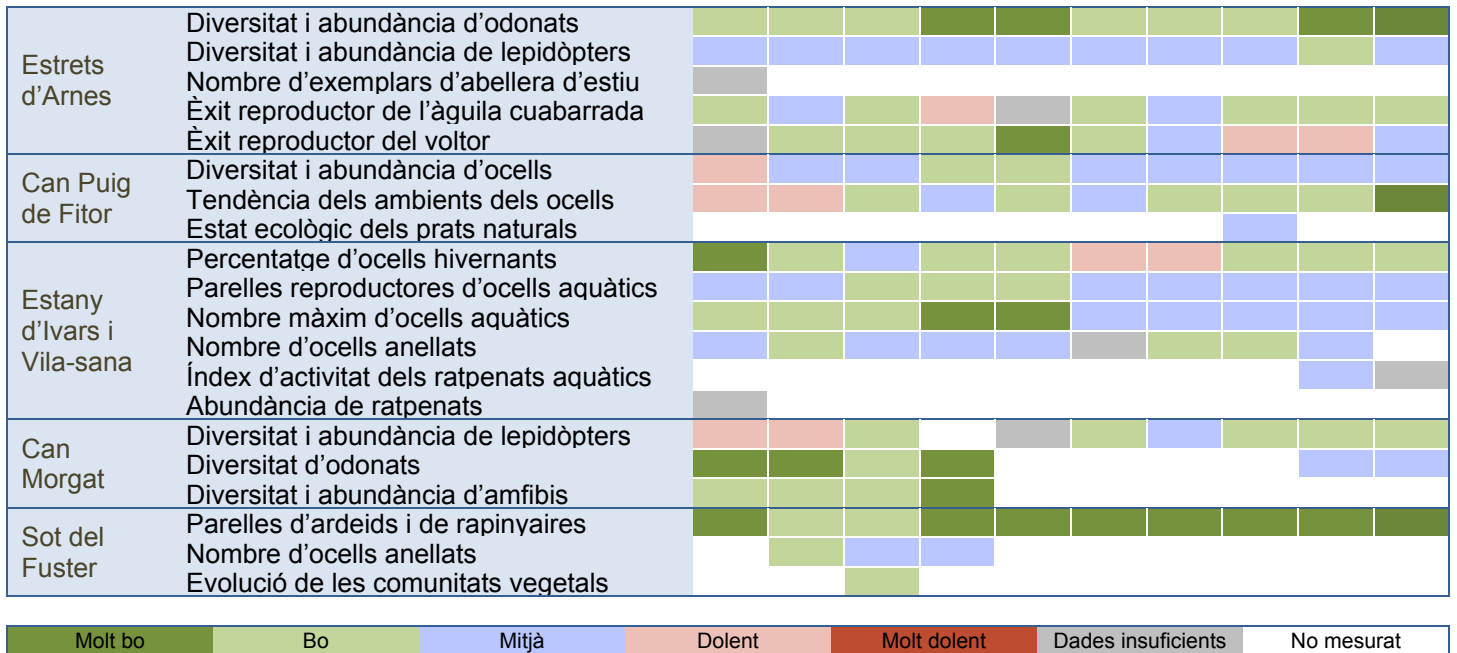 Estrets
d’Arnes
Diversitat i abundància d’odonats
Diversitat i abundància de lepidòpters
Nombre d’exemplars d’abellera d’estiu
Èxit reproductor de l’àguila cuabarrada
Èxit reproductor del voltor
Can Puig
de Fitor
Diversitat i abundància d’ocells
Tendència dels ambients dels ocells
Estat ecològic dels prats naturals
Estany
d’Ivars i
Vila-sana
Percentatge d’ocells hivernants
Parelles reproductores d’ocells aquàtics
Nombre màxim d’ocells aquàtics
Nombre d’ocells anellats
Índex d’activitat dels ratpenats aquàtics
Abundància de ratpenats
Can
Morgat
Diversitat i abundància de lepidòpters
Diversitat d’odonats
Diversitat i abundància d’amfibis
Sot del
Fuster
Parelles d’ardeids i de rapinyaires
Nombre d’ocells anellats
Evolució de les comunitats vegetals
Molt bo Bo Mitjà Dolent Molt dolent Dades insuficients No mesurat